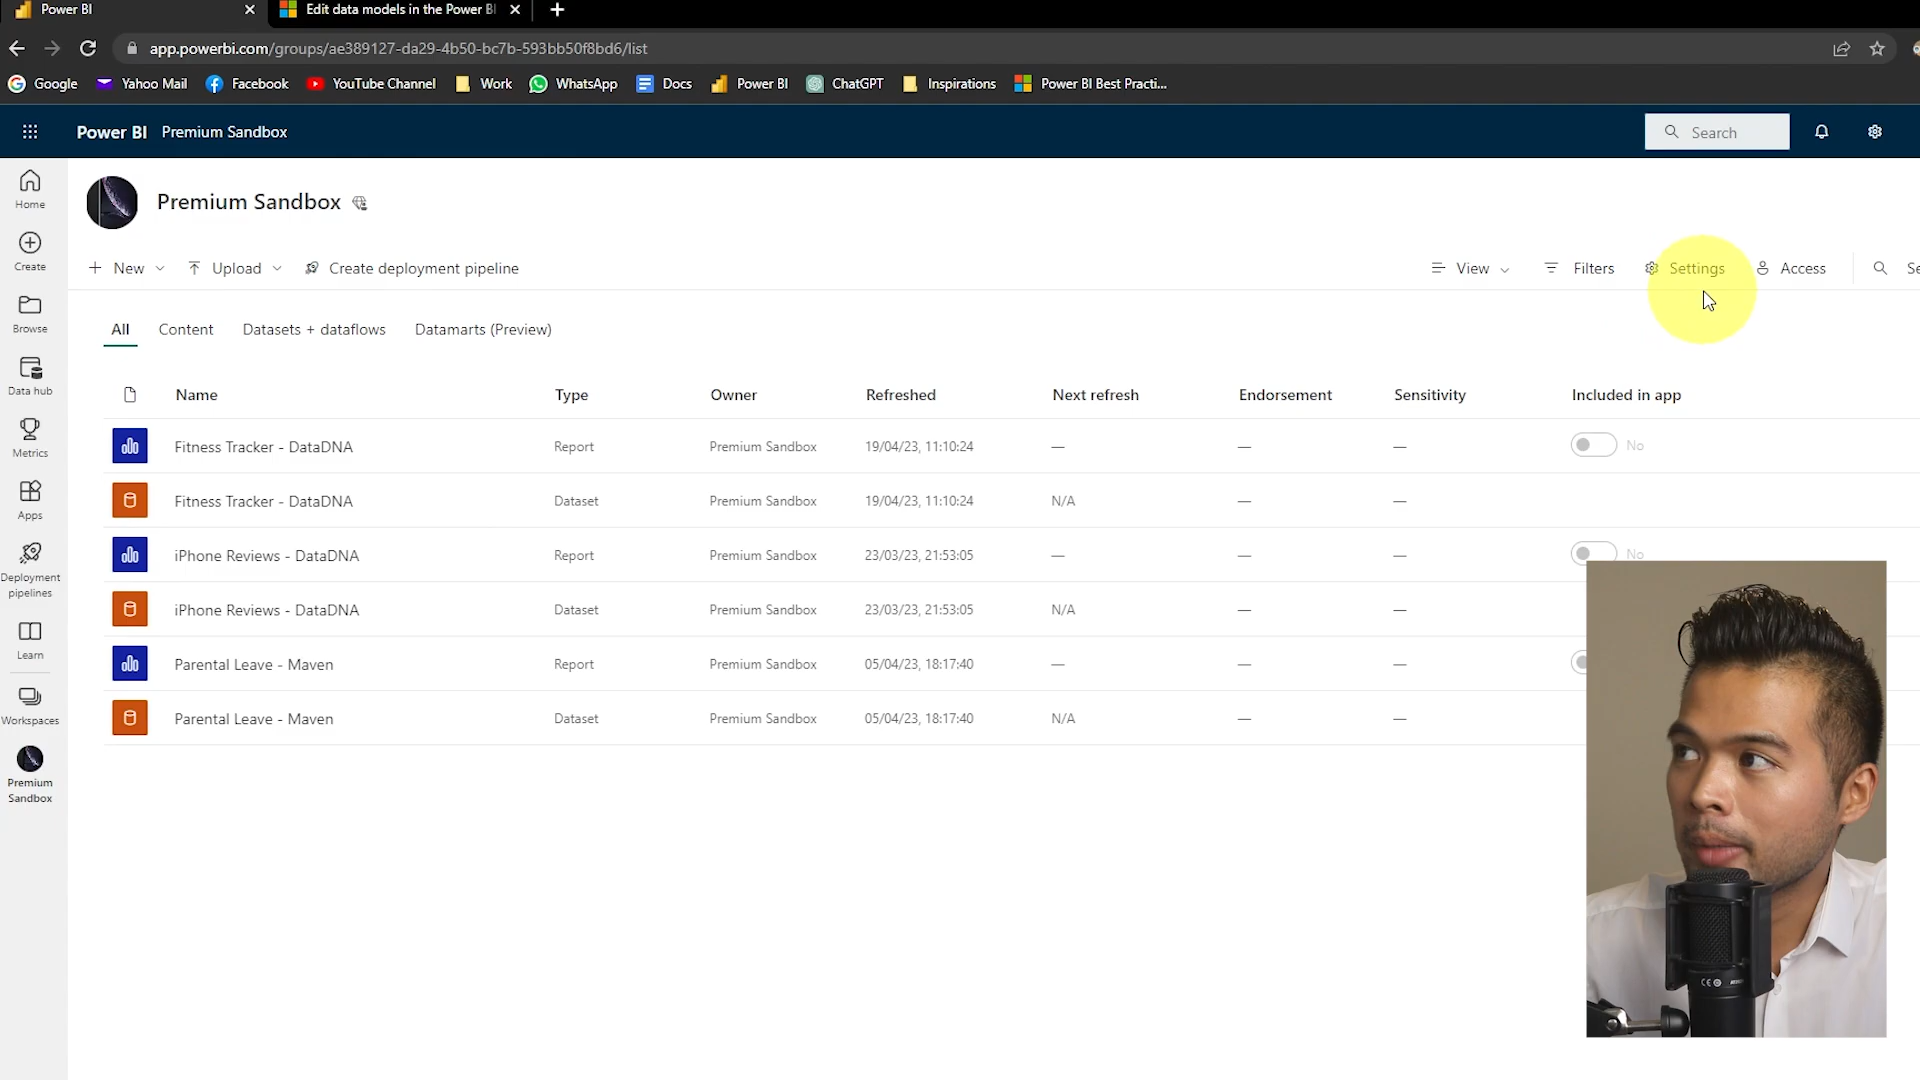 Power BI
Edit data models in the Power BI
app.powerbi.com/groups/ae389127-da29-4b50-bc7b-593bb50f8bd6/list
Google Yahoo Mail Facebook YouTube Channel Work WhatsApp Docs Power BI ChatGPT Inspirations Power BI Best Practi...
Power BI Premium Sandbox Search
Home
Create
Browse
Data hub
Metrics
Apps
Deployment
pipelines
Learn
Workspaces
Premium
Sandbox
Premium Sandbox
New Upload Create deployment pipeline View Filters Settings Access Se
All Content Datasets + dataflows Datamarts (Preview)
Name Type Owner Refreshed Next refresh Endorsement Sensitivity Included in app
Fitness Tracker - DataDNA Report Premium Sandbox 19/04/23, 11:10:24 — — — No
Fitness Tracker - DataDNA Dataset Premium Sandbox 19/04/23, 11:10:24 N/A — —
iPhone Reviews - DataDNA Report Premium Sandbox 23/03/23, 21:53:05 — — — No
iPhone Reviews - DataDNA Dataset Premium Sandbox 23/03/23, 21:53:05 N/A — —
Parental Leave - Maven Report Premium Sandbox 05/04/23, 18:17:40 — — —
Parental Leave - Maven Dataset Premium Sandbox 05/04/23, 18:17:40 N/A — —